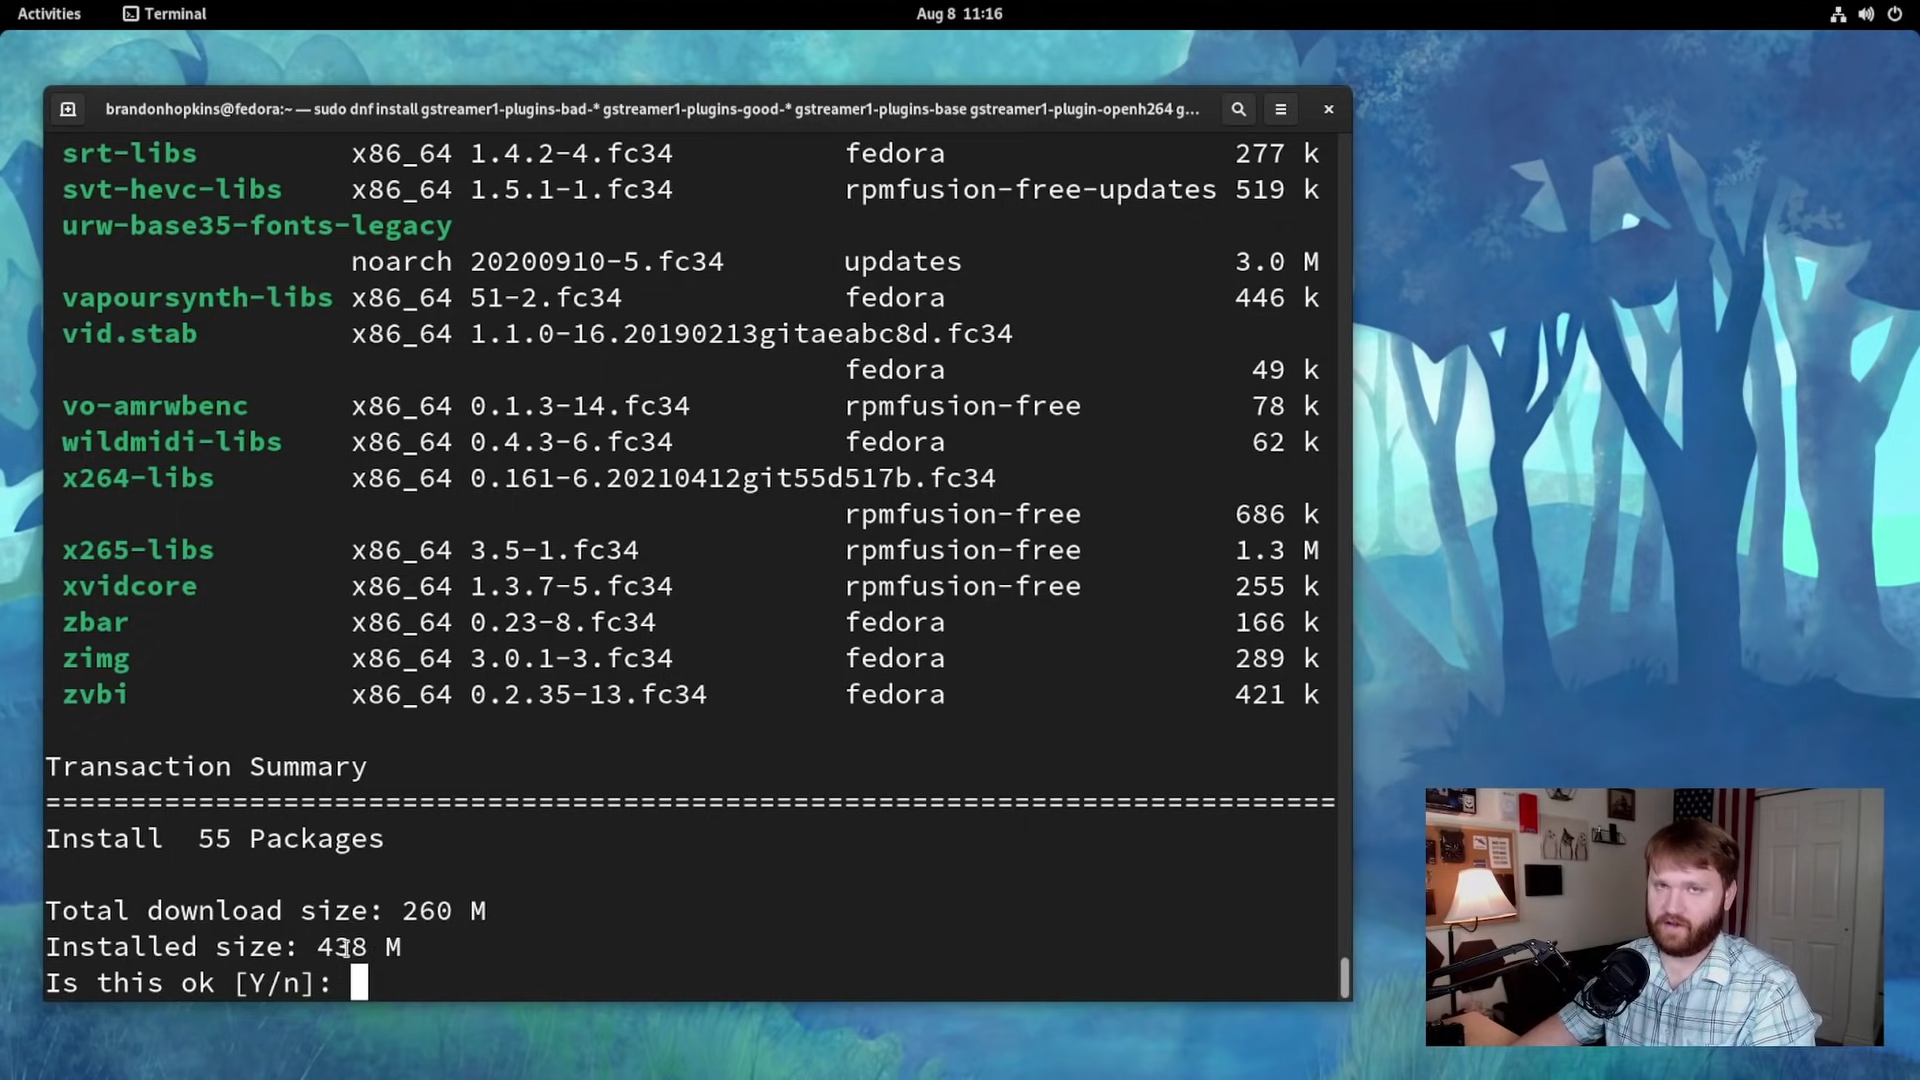 Activities Terminal Aug 8 11:16
brandonhopkins@fedora:~ — sudo dnf install gstreamer1-plugins-bad-* gstreamer1-plugins-good-* gstreamer1-plugins-base gstreamer1-plugin-openh264 g...
srt-libs x86_64 1.4.2-4.fc34 fedora 277 k
svt-hevc-libs x86_64 1.5.1-1.fc34 rpmfusion-free-updates 519 k
urw-base35-fonts-legacy
noarch 20200910-5.fc34 updates 3.0 M
vapoursynth-libs x86_64 51-2.fc34 fedora 446 k
vid.stab x86_64 1.1.0-16.20190213gitaeabc8d.fc34
fedora 49 k
vo-amrwbenc x86_64 0.1.3-14.fc34 rpmfusion-free 78 k
wildmidi-libs x86_64 0.4.3-6.fc34 fedora 62 k
x264-libs x86_64 0.161-6.20210412git55d517b.fc34
rpmfusion-free 686 k
x265-libs x86_64 3.5-1.fc34 rpmfusion-free 1.3 M
xvidcore x86_64 1.3.7-5.fc34 rpmfusion-free 255 k
zbar x86_64 0.23-8.fc34 fedora 166 k
zimg x86_64 3.0.1-3.fc34 fedora 289 k
zvbi x86_64 0.2.35-13.fc34 fedora 421 k
Transaction Summary
================================================================================
Install 55 Packages
Total download size: 260 M
Installed size: 438 M
Is this ok [Y/n]: